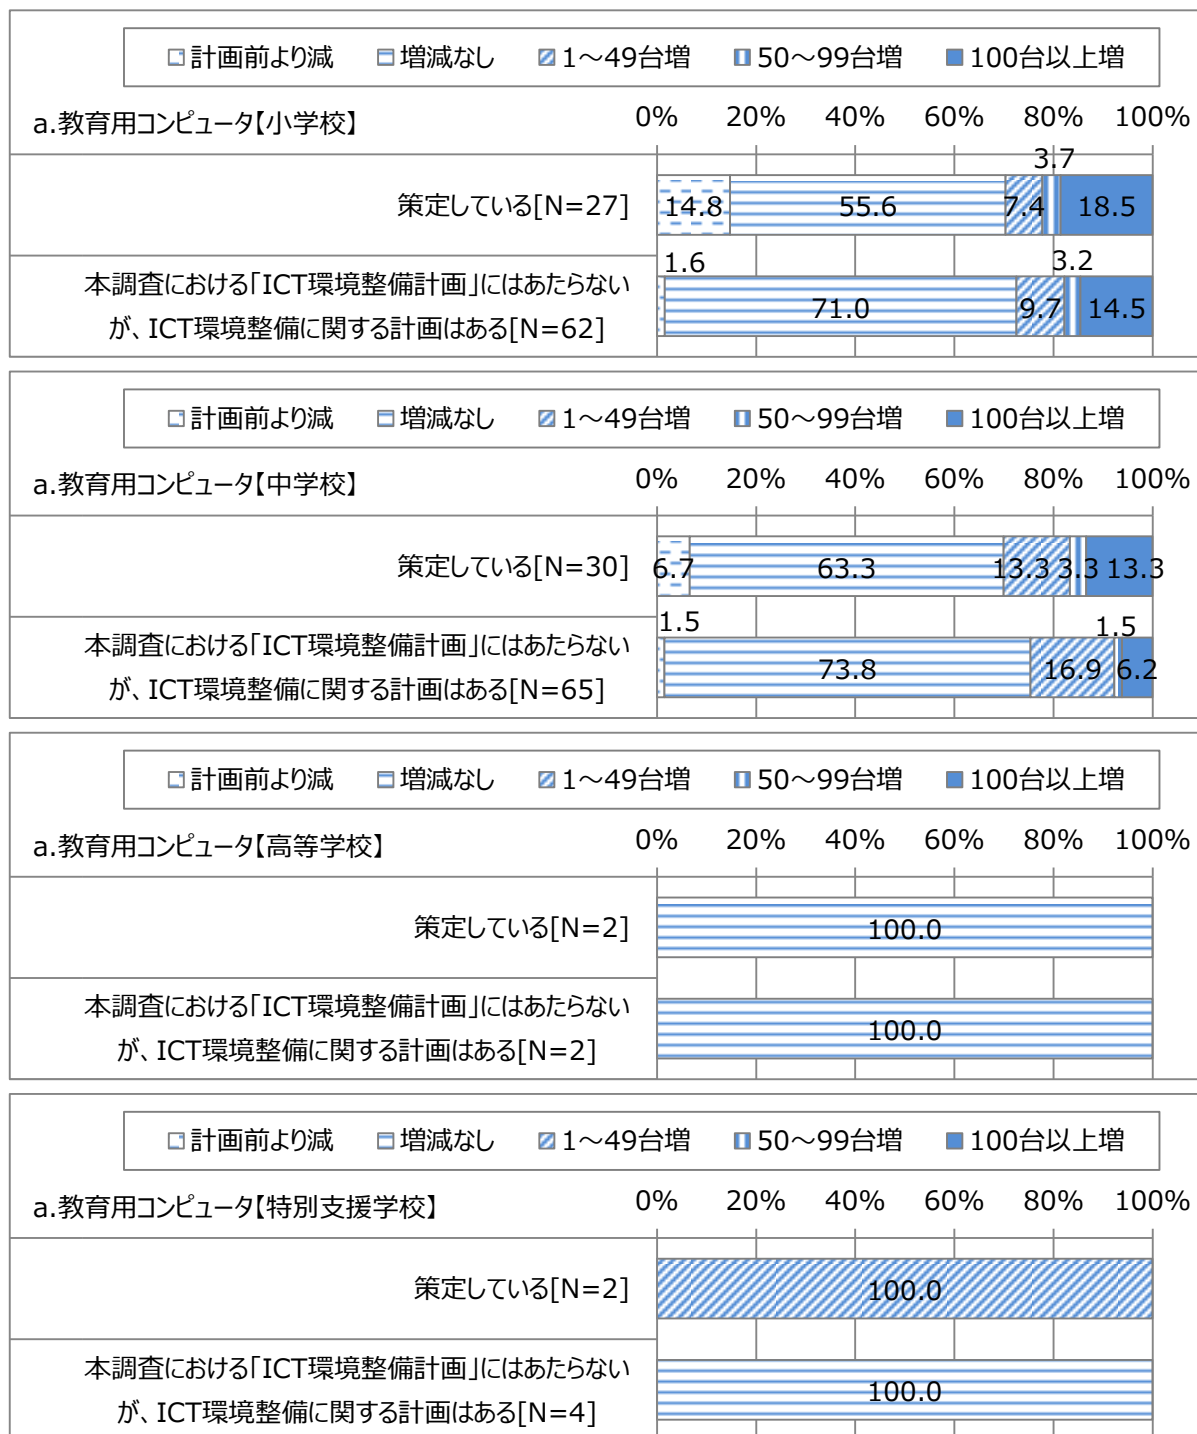 計画前より減 増減なし 1～49台増 50～99台増 100台以上増
a.教育用コンピュータ【小学校】 0% 20% 40% 60% 80% 100%
3.7
策定している[N=27] 14.8 55.6 7.4 18.5
1.6 3.2
本調査における「ICT環境整備計画」にはあたらない
が、ICT環境整備に関する計画はある[N=62] 71.0 9.7 14.5
計画前より減 増減なし 1～49台増 50～99台増 100台以上増
a.教育用コンピュータ【中学校】 0% 20% 40% 60% 80% 100%
策定している[N=30] 6.7 63.3 13.3 3.3 13.3
1.5 1.5
本調査における「ICT環境整備計画」にはあたらない
が、ICT環境整備に関する計画はある[N=65] 73.8 16.9 6.2
計画前より減 増減なし 1～49台増 50～99台増 100台以上増
a.教育用コンピュータ【高等学校】 0% 20% 40% 60% 80% 100%
策定している[N=2] 100.0
本調査における「ICT環境整備計画」にはあたらない
が、ICT環境整備に関する計画はある[N=2] 100.0
計画前より減 増減なし 1～49台増 50～99台増 100台以上増
a.教育用コンピュータ【特別支援学校】 0% 20% 40% 60% 80% 100%
策定している[N=2] 100.0
本調査における「ICT環境整備計画」にはあたらない
が、ICT環境整備に関する計画はある[N=4] 100.0